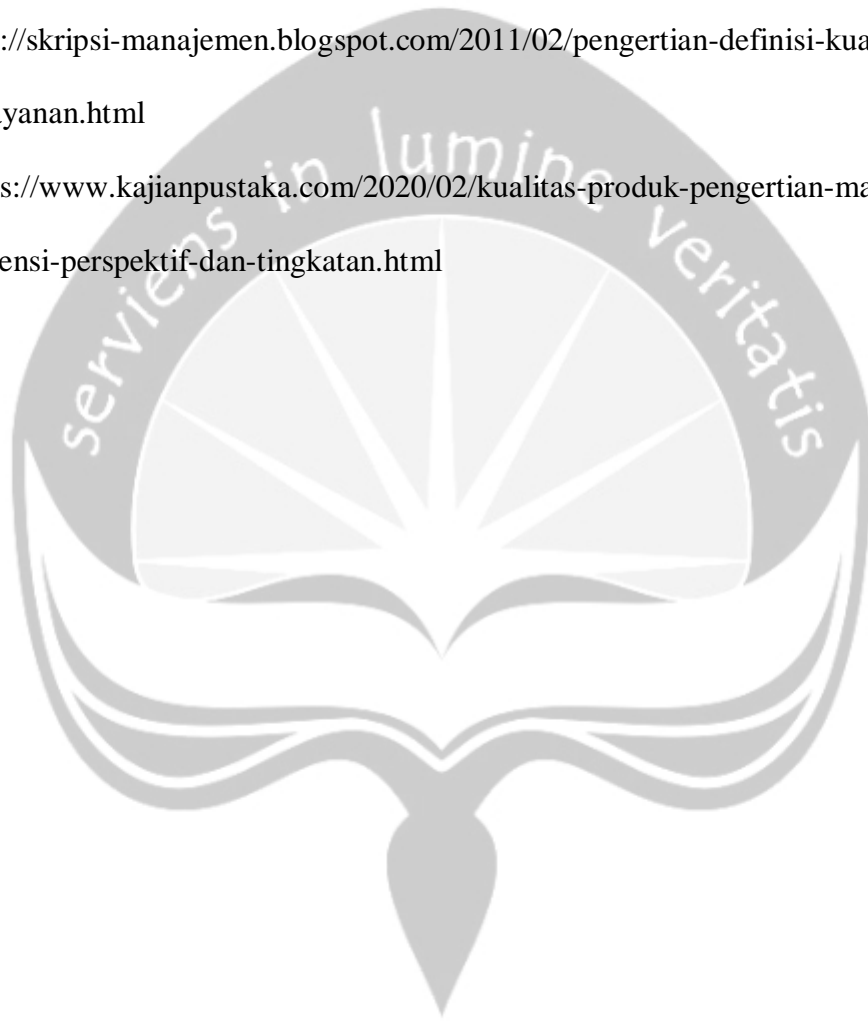 ://skripsi-manajemen.blogspot.com/2011/02/pengertian-definisi-kua
yanan.html
s://www.kajianpustaka.com/2020/02/kualitas-produk-pengertian-ma
ensi-perspektif-dan-tingkatan.html
serviens in lumine veritatis